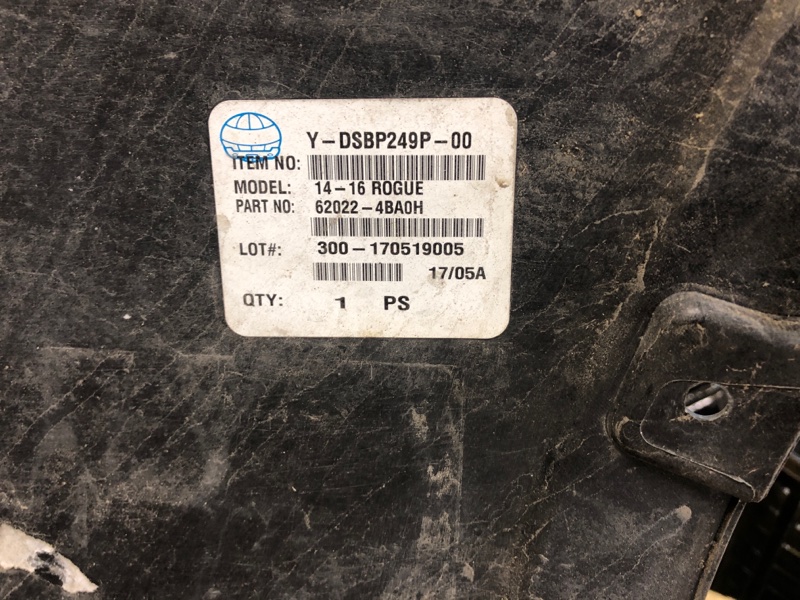 Y-DSBP249P-00
ITEM NO:
MODEL: 14-16 ROGUE
PART NO: 62022-4BA0H
LOT#: 300-170519005
17/05A
QTY: 1 PS